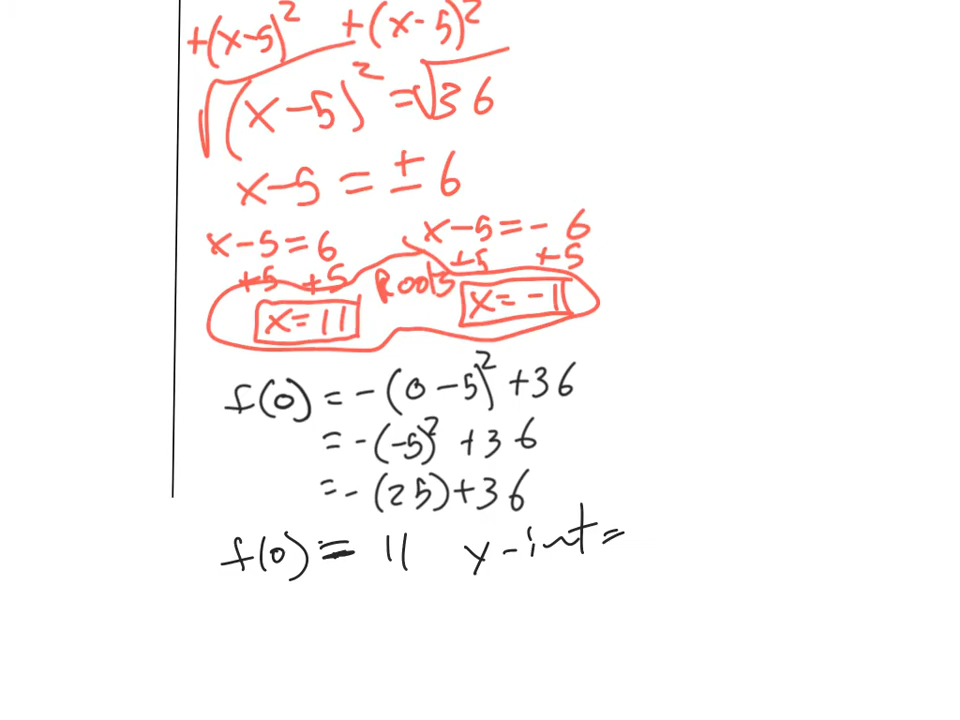 +(x-5)² +(x-5)²
√(x-5)² = √36
x-5 = ± 6
x-5=6 x-5=-6
+5 +5 +5 +5
Roots
x=11 x=-1
f(0) = -(0-5)² +36
= -(-5)² +36
= -(25)+36
f(0) = 11 y-int=